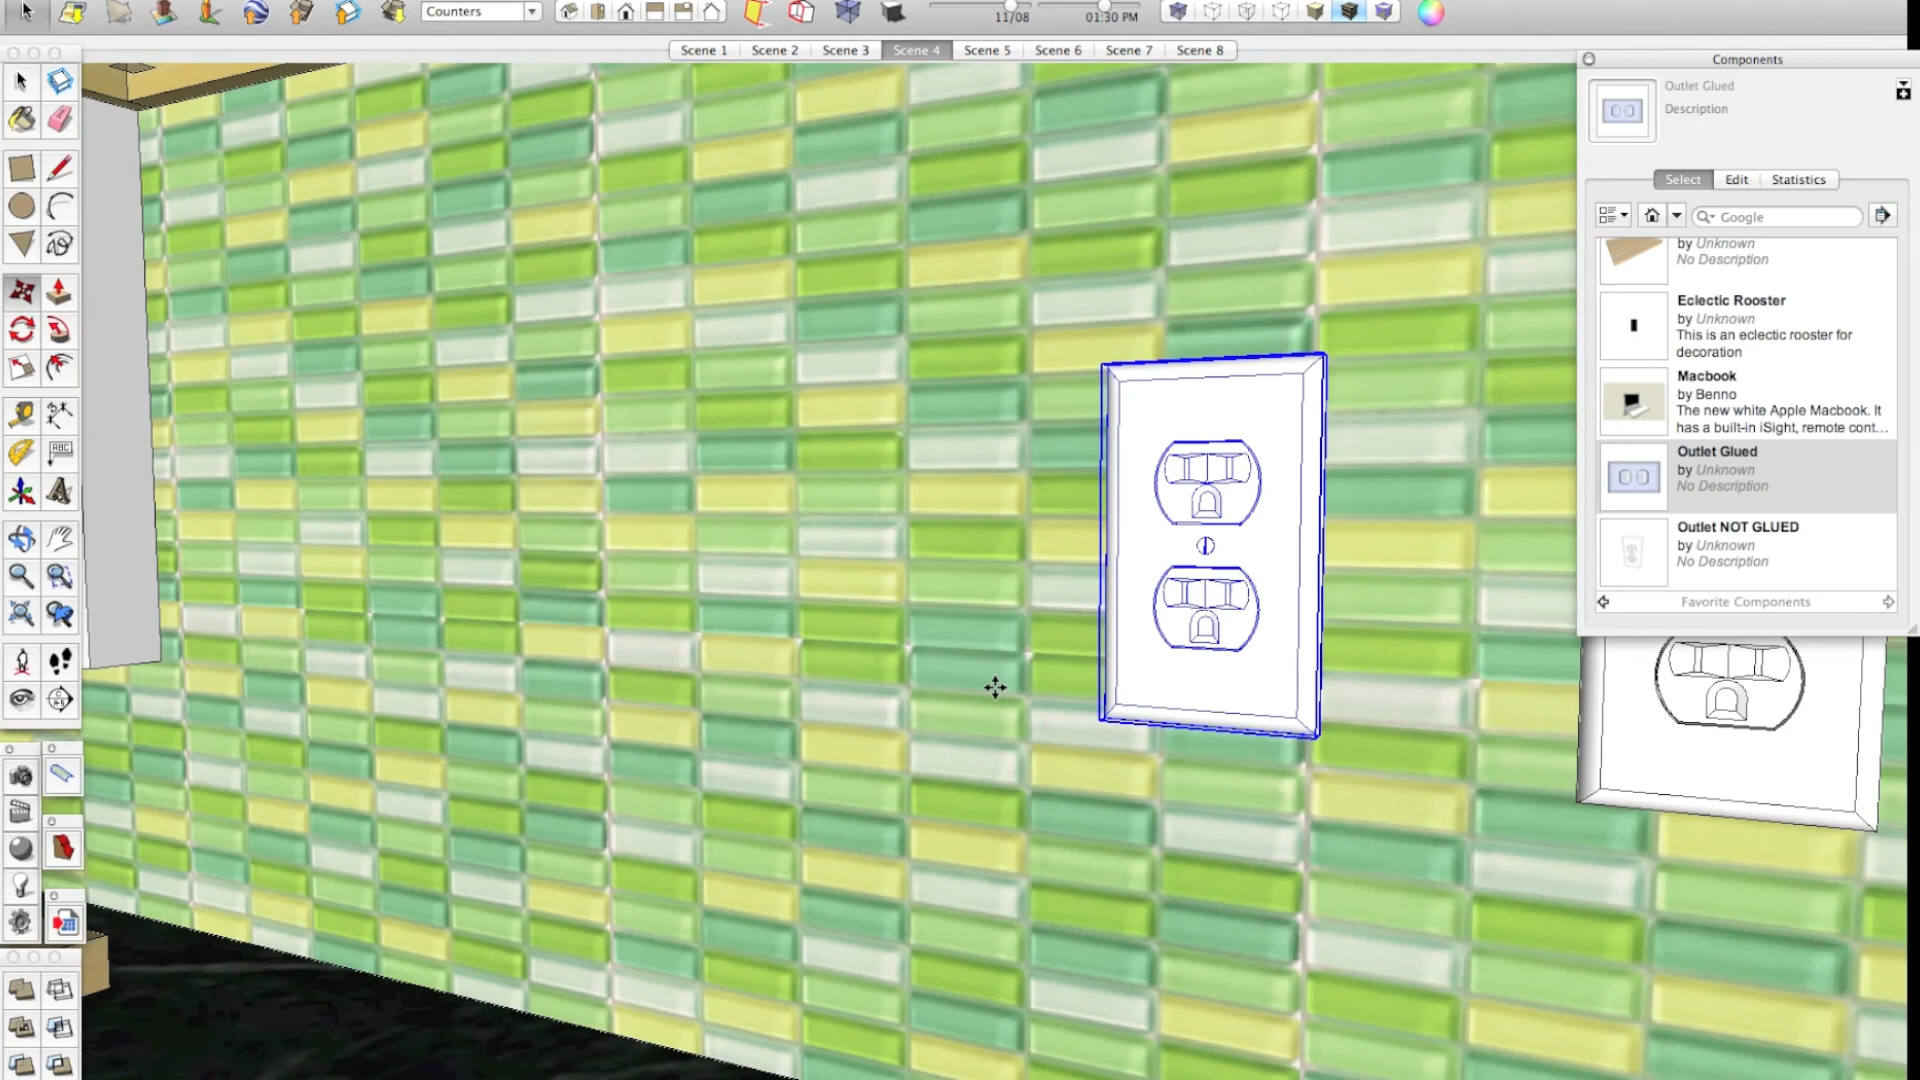 Counters
11/08
01:30 PM
Scene 1
Scene 2
Scene 3
Scene 4
Scene 5
Scene 6
Scene 7
Scene 8
Components
Outlet Glued
Description
Select
Edit
Statistics
Google
by Unknown
No Description
Eclectic Rooster
by Unknown
This is an eclectic rooster for
decoration
Macbook
by Benno
The new white Apple Macbook. It
has a built-in iSight, remote cont...
Outlet Glued
by Unknown
No Description
Outlet NOT GLUED
by Unknown
No Description
Favorite Components
ABC